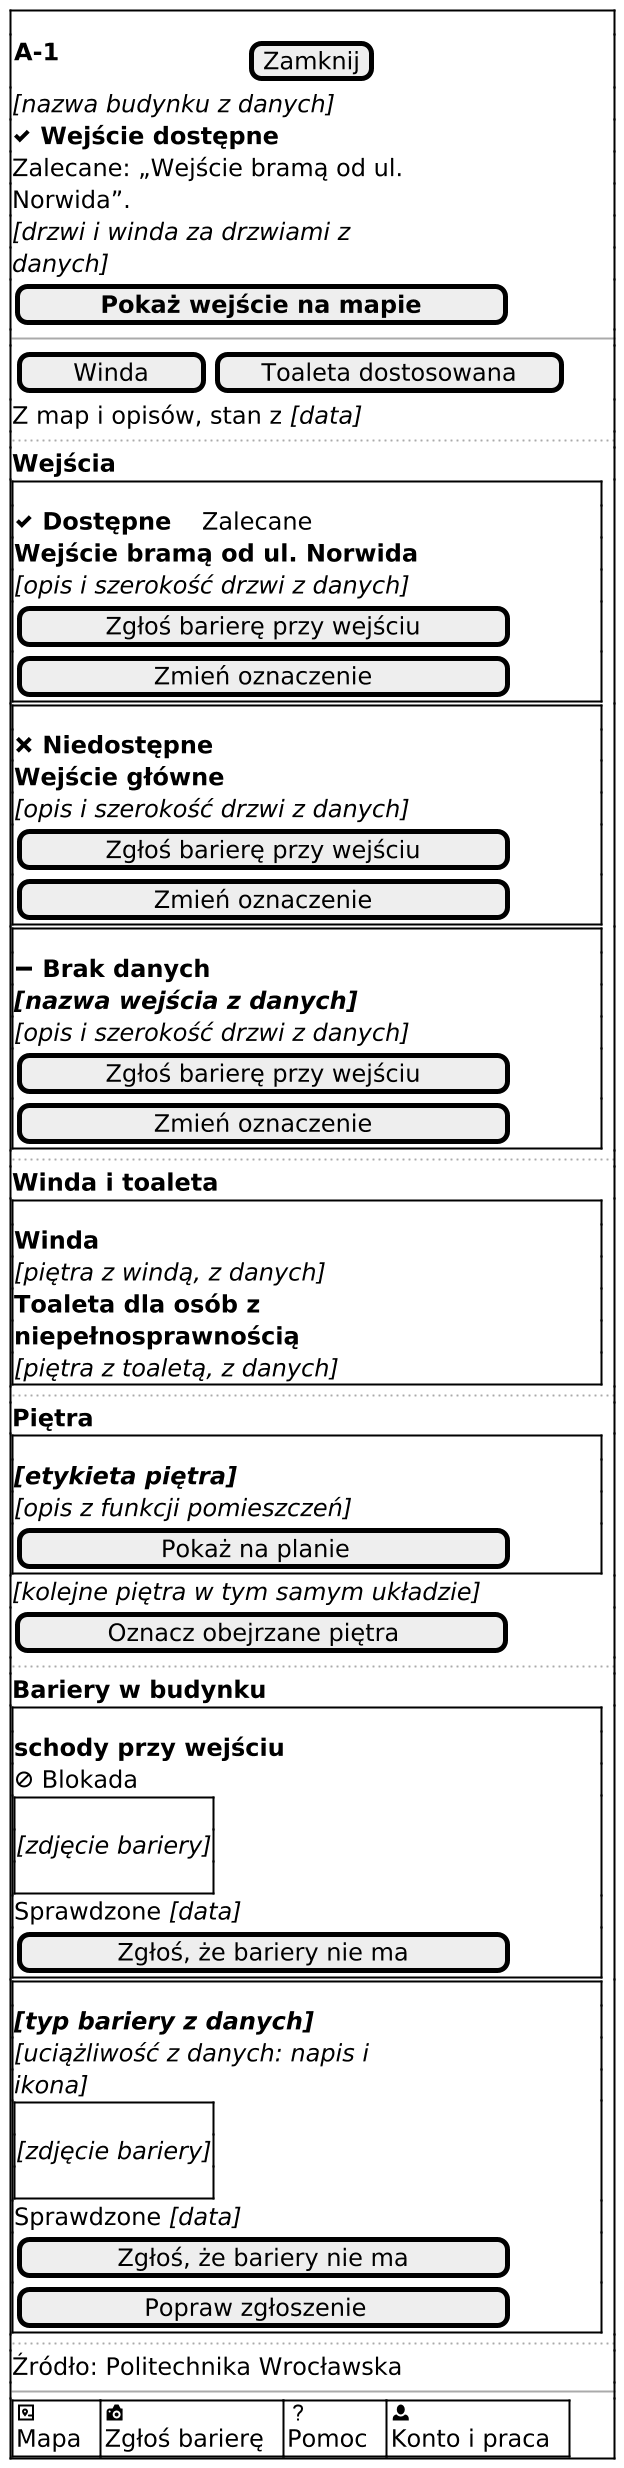 A-1
Zamknij
[nazwa budynku z danych]
✔ Wejście dostępne
Zalecane: „Wejście bramą od ul.
Norwida”.
[drzwi i winda za drzwiami z
danych]
Pokaż wejście na mapie
Winda
Toaleta dostosowana
Z map i opisów, stan z [data]
Wejścia
✔ Dostępne Zalecane
Wejście bramą od ul. Norwida
[opis i szerokość drzwi z danych]
Zgłoś barierę przy wejściu
Zmień oznaczenie
✖ Niedostępne
Wejście główne
[opis i szerokość drzwi z danych]
Zgłoś barierę przy wejściu
Zmień oznaczenie
— Brak danych
[nazwa wejścia z danych]
[opis i szerokość drzwi z danych]
Zgłoś barierę przy wejściu
Zmień oznaczenie
Winda i toaleta
Winda
[piętra z windą, z danych]
Toaleta dla osób z
niepełnosprawnością
[piętra z toaletą, z danych]
Piętra
[etykieta piętra]
[opis z funkcji pomieszczeń]
Pokaż na planie
[kolejne piętra w tym samym układzie]
Oznacz obejrzane piętra
Bariery w budynku
schody przy wejściu
⊘ Blokada
[zdjęcie bariery]
Sprawdzone [data]
Zgłoś, że bariery nie ma
[typ bariery z danych]
[uciążliwość z danych: napis i
ikona]
[zdjęcie bariery]
Sprawdzone [data]
Zgłoś, że bariery nie ma
Popraw zgłoszenie
Źródło: Politechnika Wrocławska
?
Mapa Zgłoś barierę Pomoc Konto i praca